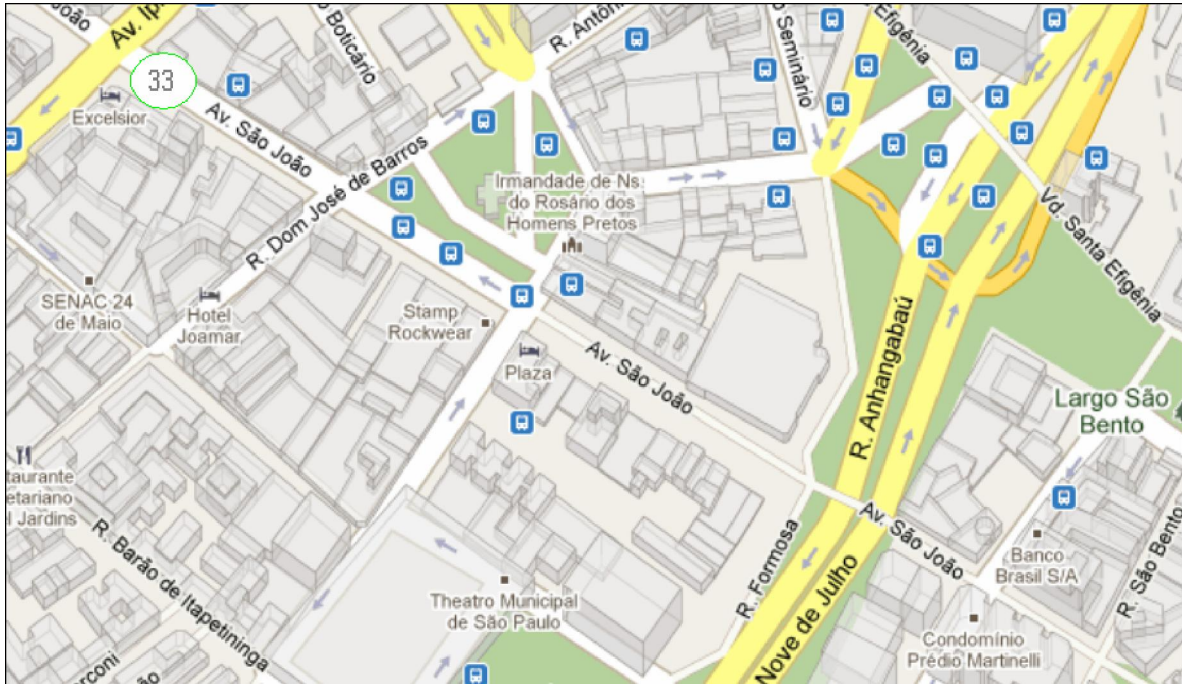 João
Av. Ip
33
Excelsior
Boticário
R. Antôni
Seminário
Efigênia
Av. São João
R. Dom José de Barros
Irmandade de Ns.
do Rosário dos
Homens Pretos
Vd. Santa Efigênia
SENAC 24
de Maio
Hotel
Joamar
Stamp
Rockwear
Plaza
Av. São João
R. Anhangabaú
Largo São
Bento
taurante
etariano
l Jardins
R. Barão de Itapetininga
Av. São João
R. Formosa
Nove de Julho
Banco
Brasil S/A
R. São Bento
Theatro Municipal
de São Paulo
Condomínio
Prédio Martinelli
rconi
ão